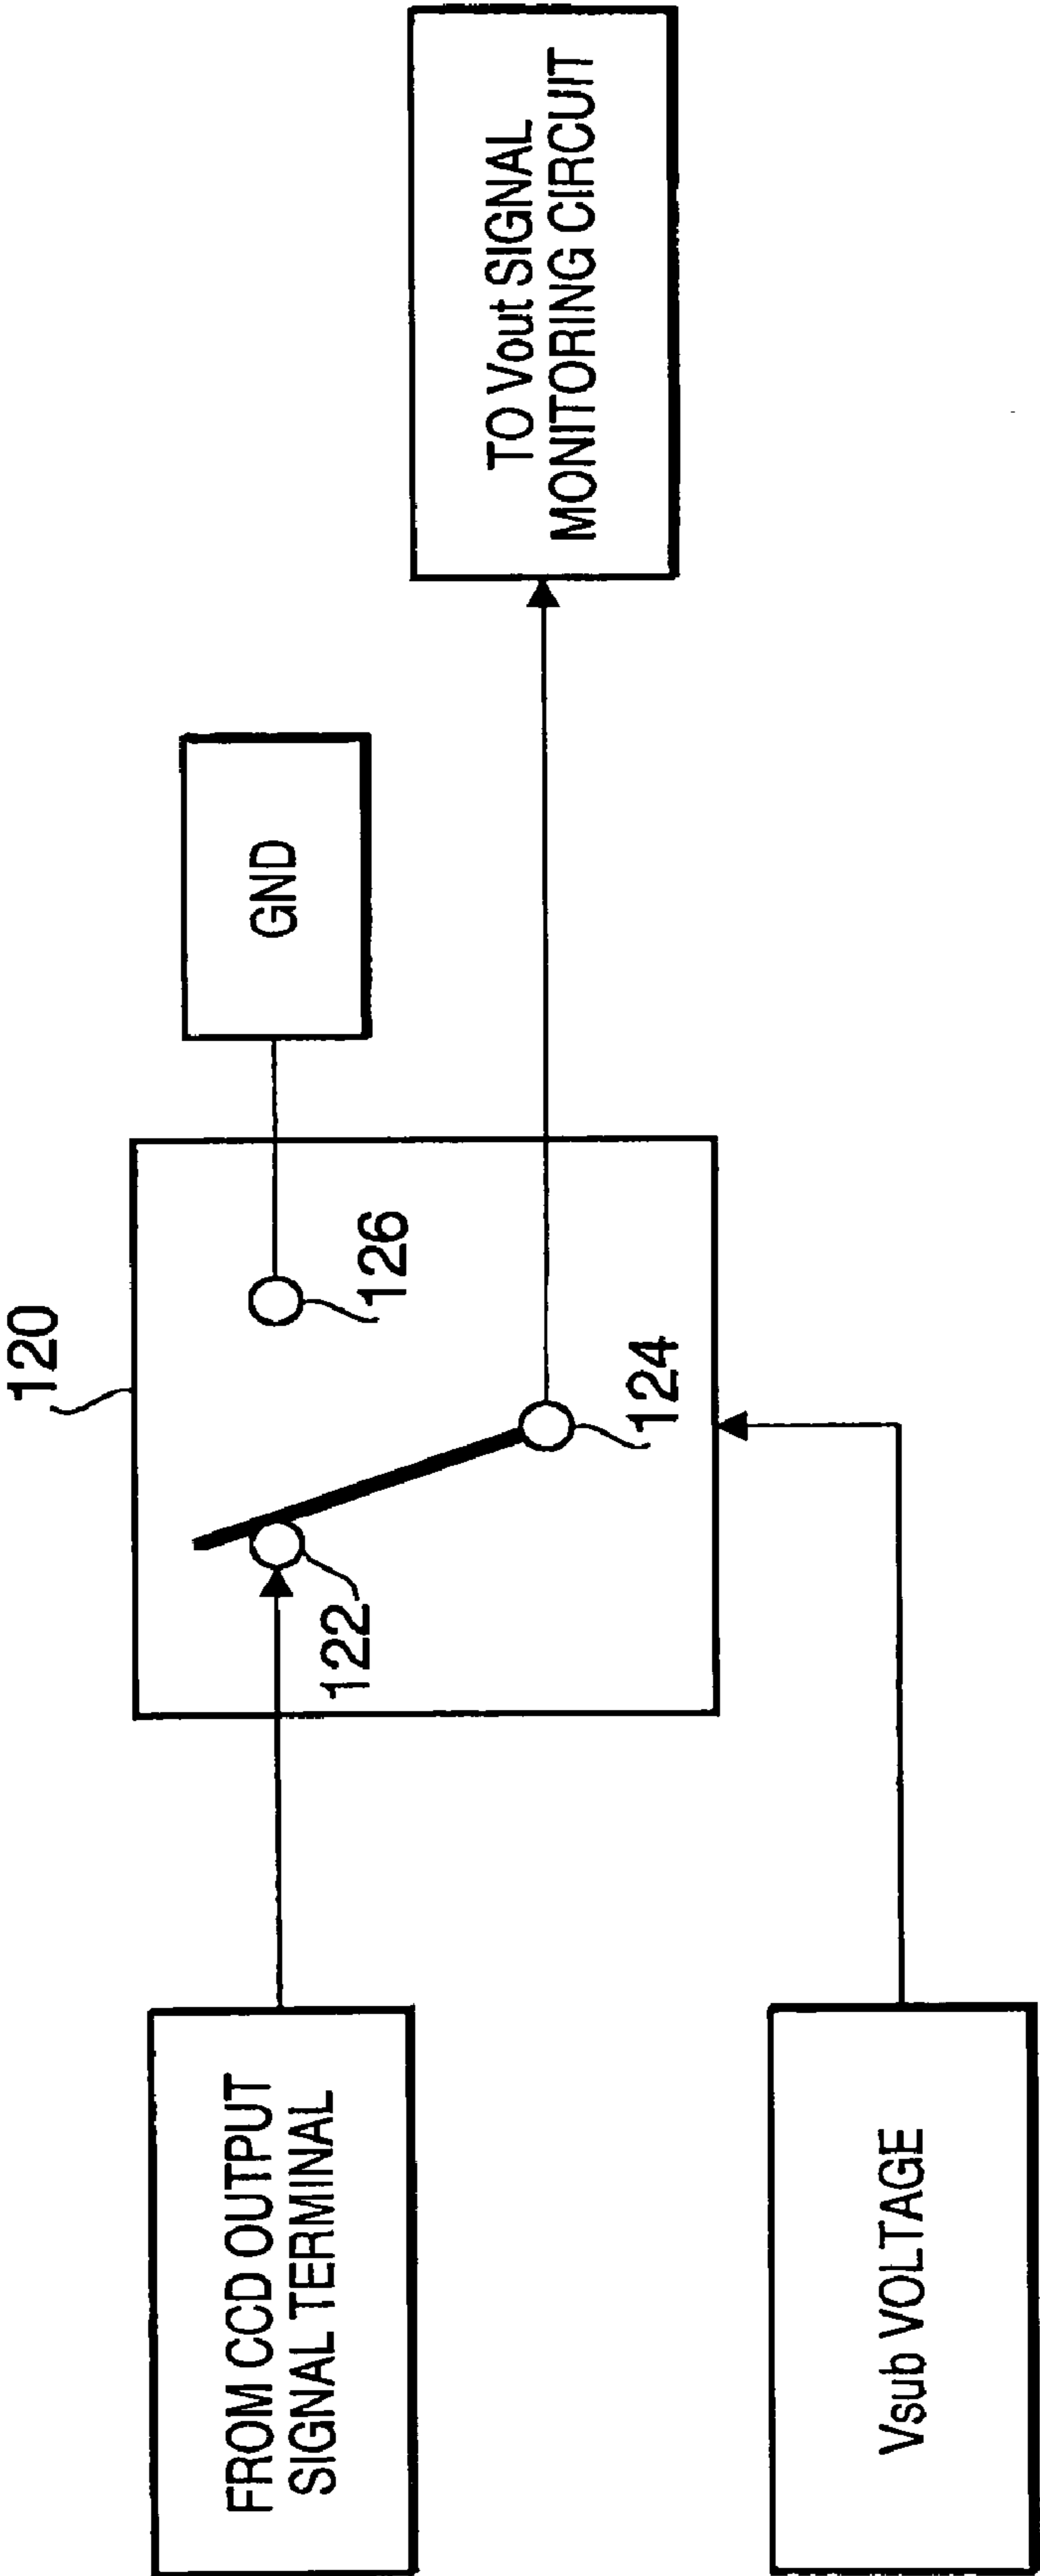 120
FROM CCD OUTPUT
SIGNAL TERMINAL
122
126
GND
124
TO Vout SIGNAL
MONITORING CIRCUIT
Vsub VOLTAGE